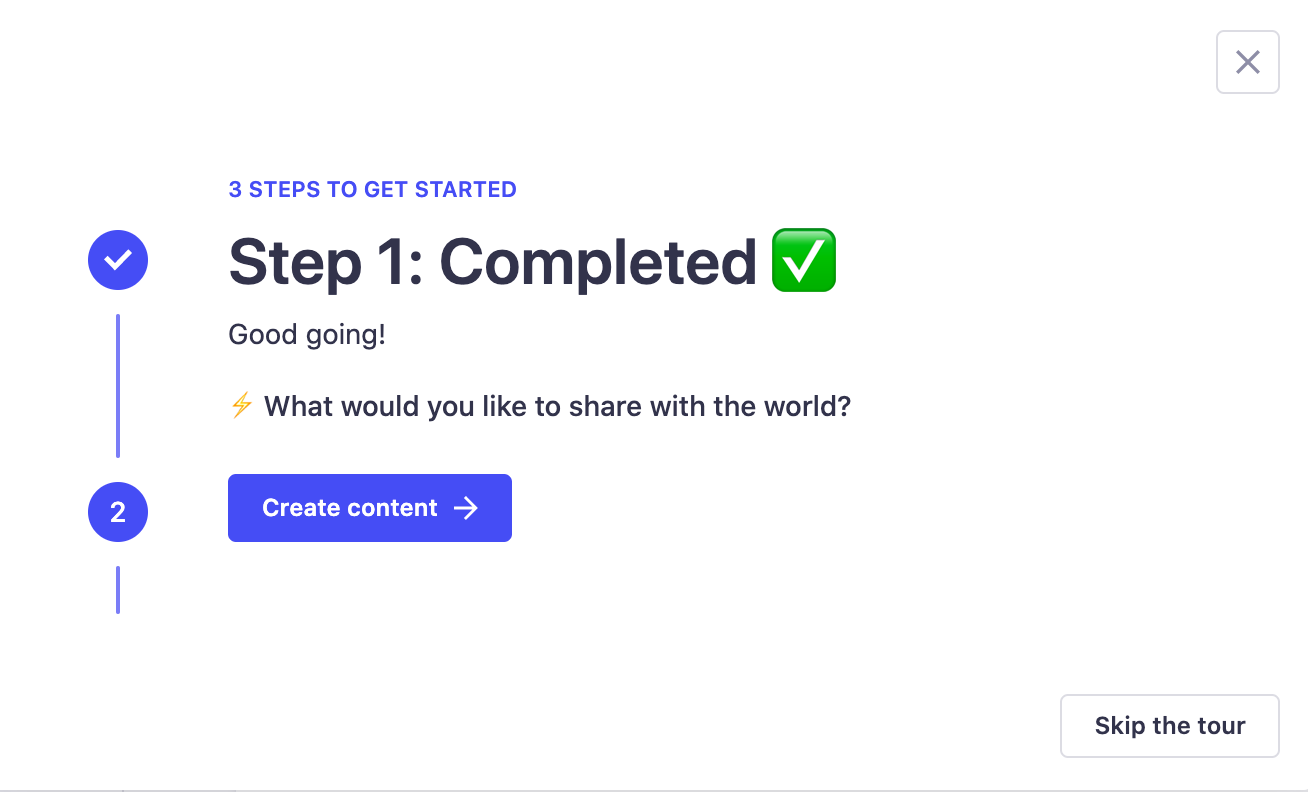 3 STEPS TO GET STARTED
Step 1: Completed ✅
Good going!
⚡ What would you like to share with the world?
2
Create content →
Skip the tour